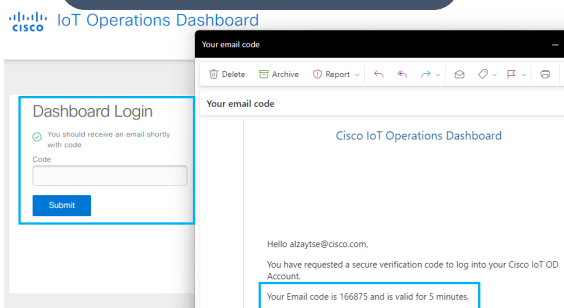 CISCO IoT Operations Dashboard
Your email code
Delete Archive Report
Your email code
Dashboard Login
You should receive an email shortly
with code
Code
Submit
Cisco IoT Operations Dashboard
Hello alzaytse@cisco.com,
You have requested a secure verification code to log into your Cisco IoT OD
Account.
Your Email code is 166875 and is valid for 5 minutes.